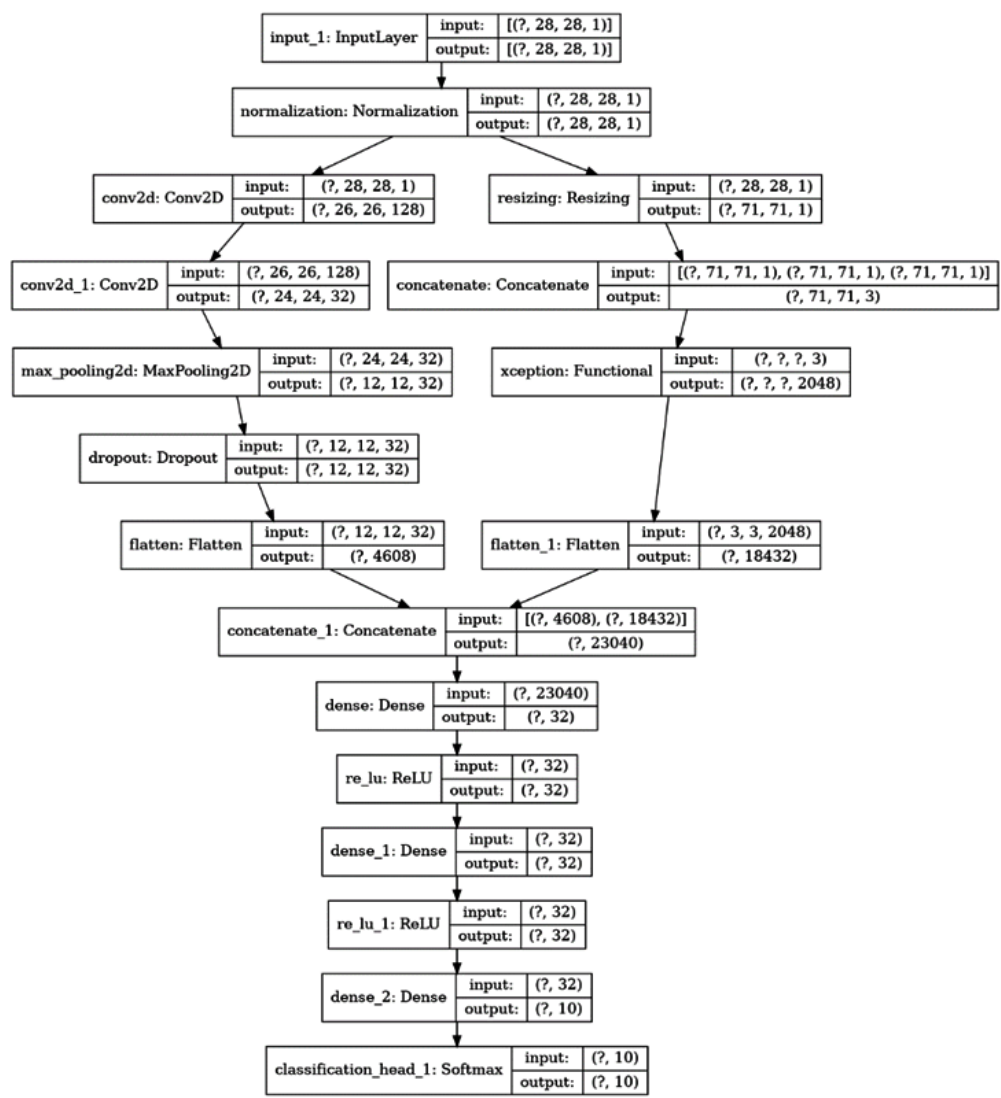 input_1: InputLayer
input: [(?, 28, 28, 1)]
output: [(?, 28, 28, 1)]
normalization: Normalization
input: (?, 28, 28, 1)
output: (?, 28, 28, 1)
conv2d: Conv2D
input: (?, 28, 28, 1)
output: (?, 26, 26, 128)
resizing: Resizing
input: (?, 28, 28, 1)
output: (?, 71, 71, 1)
conv2d_1: Conv2D
input: (?, 26, 26, 128)
output: (?, 24, 24, 32)
concatenate: Concatenate
input: [(?, 71, 71, 1), (?, 71, 71, 1), (?, 71, 71, 1)]
output: (?, 71, 71, 3)
max_pooling2d: MaxPooling2D
input: (?, 24, 24, 32)
output: (?, 12, 12, 32)
xception: Functional
input: (?, ?, ?, 3)
output: (?, ?, ?, 2048)
dropout: Dropout
input: (?, 12, 12, 32)
output: (?, 12, 12, 32)
flatten: Flatten
input: (?, 12, 12, 32)
output: (?, 4608)
flatten_1: Flatten
input: (?, 3, 3, 2048)
output: (?, 18432)
concatenate_1: Concatenate
input: [(?, 4608), (?, 18432)]
output: (?, 23040)
dense: Dense
input: (?, 23040)
output: (?, 32)
re_lu: ReLU
input: (?, 32)
output: (?, 32)
dense_1: Dense
input: (?, 32)
output: (?, 32)
re_lu_1: ReLU
input: (?, 32)
output: (?, 32)
dense_2: Dense
input: (?, 32)
output: (?, 10)
classification_head_1: Softmax
input: (?, 10)
output: (?, 10)